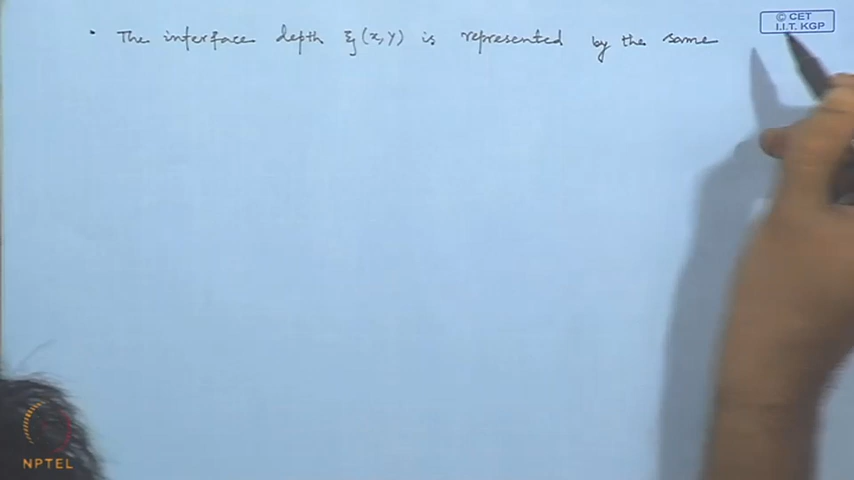 © CET
I.I.T. KGP
• The interface depth ξ(x,y) is represented by the same
NPTEL